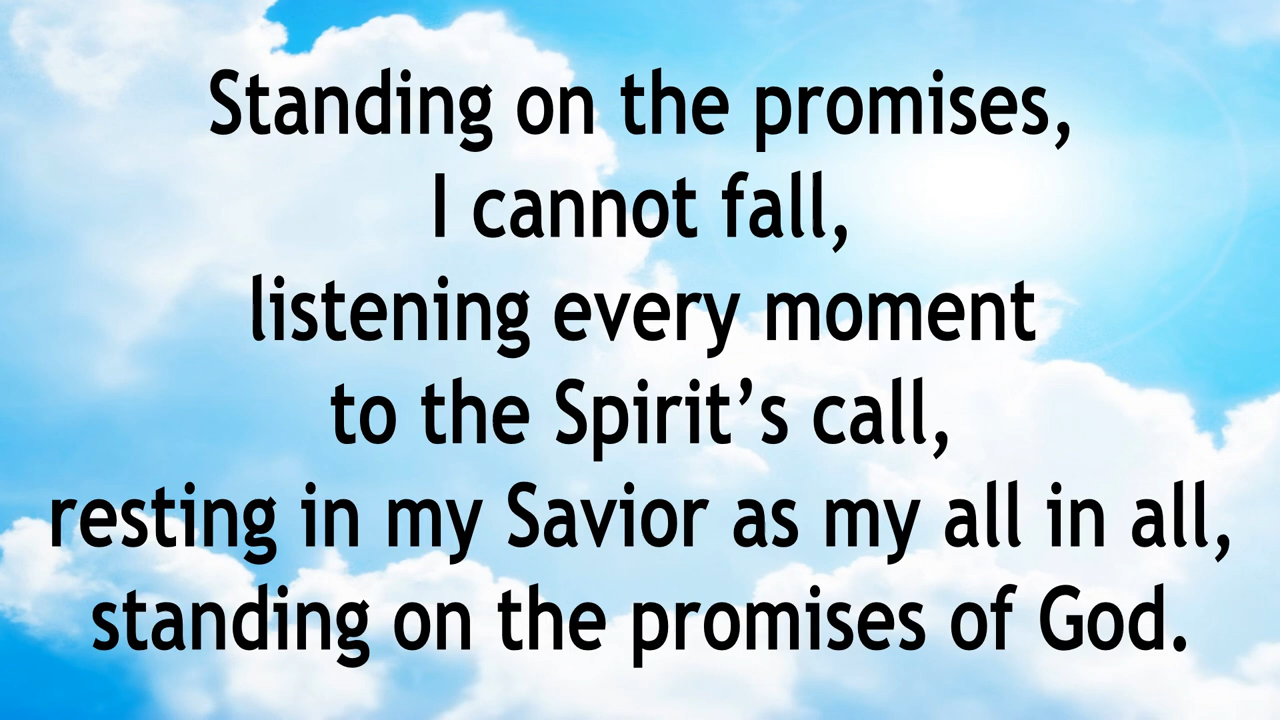 Standing on the promises,
I cannot fall,
listening every moment
to the Spirit’s call,
resting in my Savior as my all in all,
standing on the promises of God.